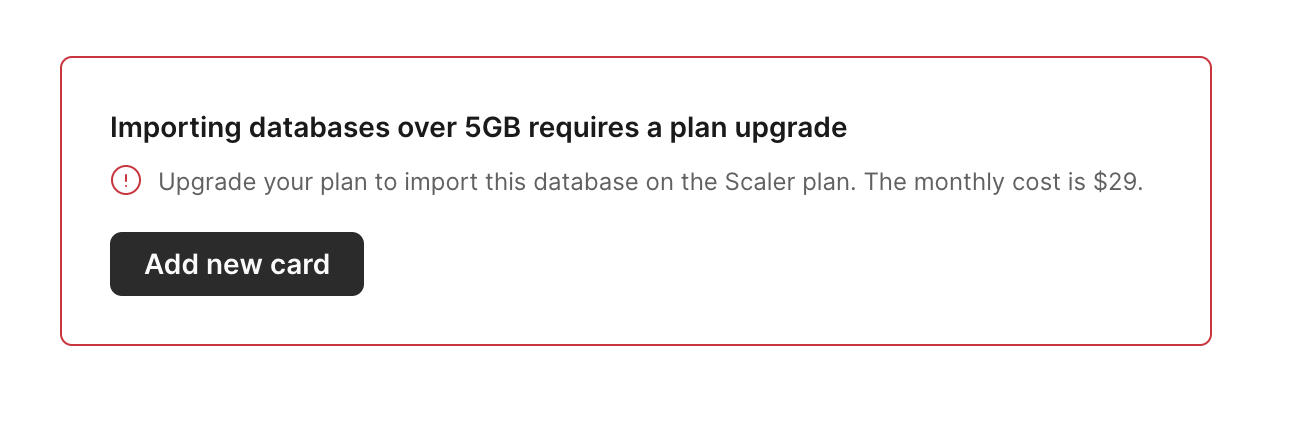 Importing databases over 5GB requires a plan upgrade
Upgrade your plan to import this database on the Scaler plan. The monthly cost is $29.
Add new card